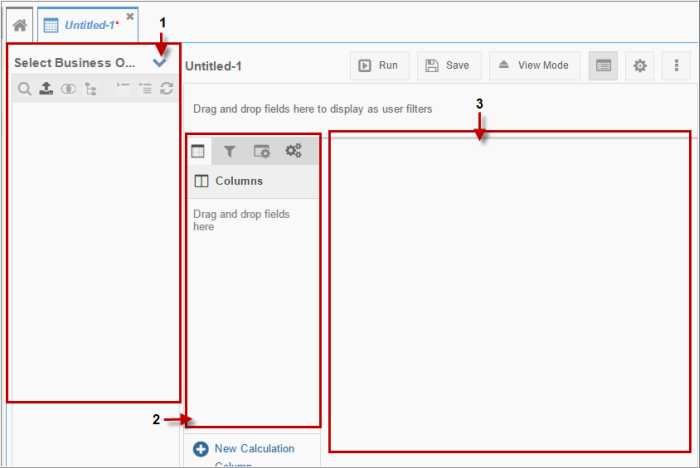 Untitled-1*
1
Select Business O...
Untitled-1
Run
Save
View Mode
Drag and drop fields here to display as user filters
3
Columns
Drag and drop fields
here
2
New Calculation
Column